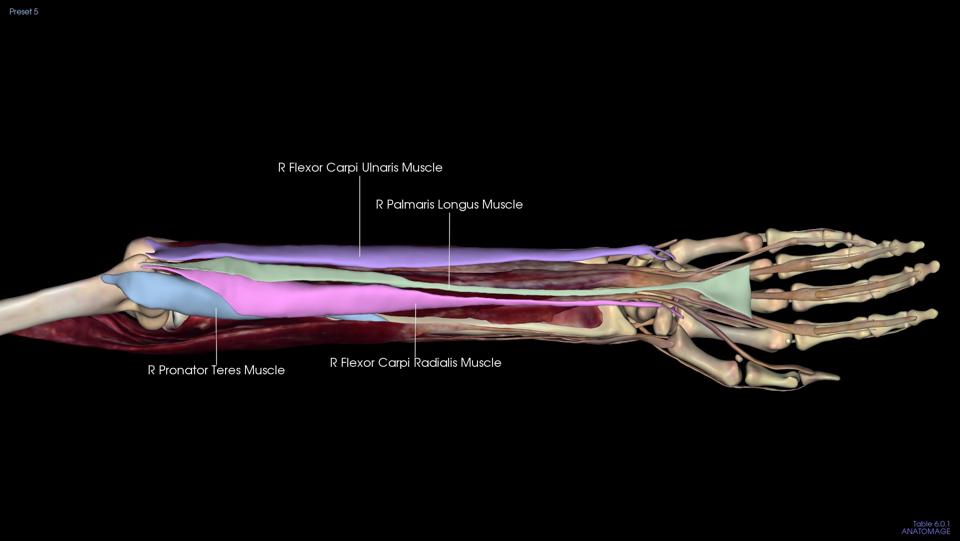 Preset 5
R Flexor Carpi Ulnaris Muscle
R Palmaris Longus Muscle
R Flexor Carpi Radialis Muscle
R Pronator Teres Muscle
Table 6.0.1
ANATOMAGE